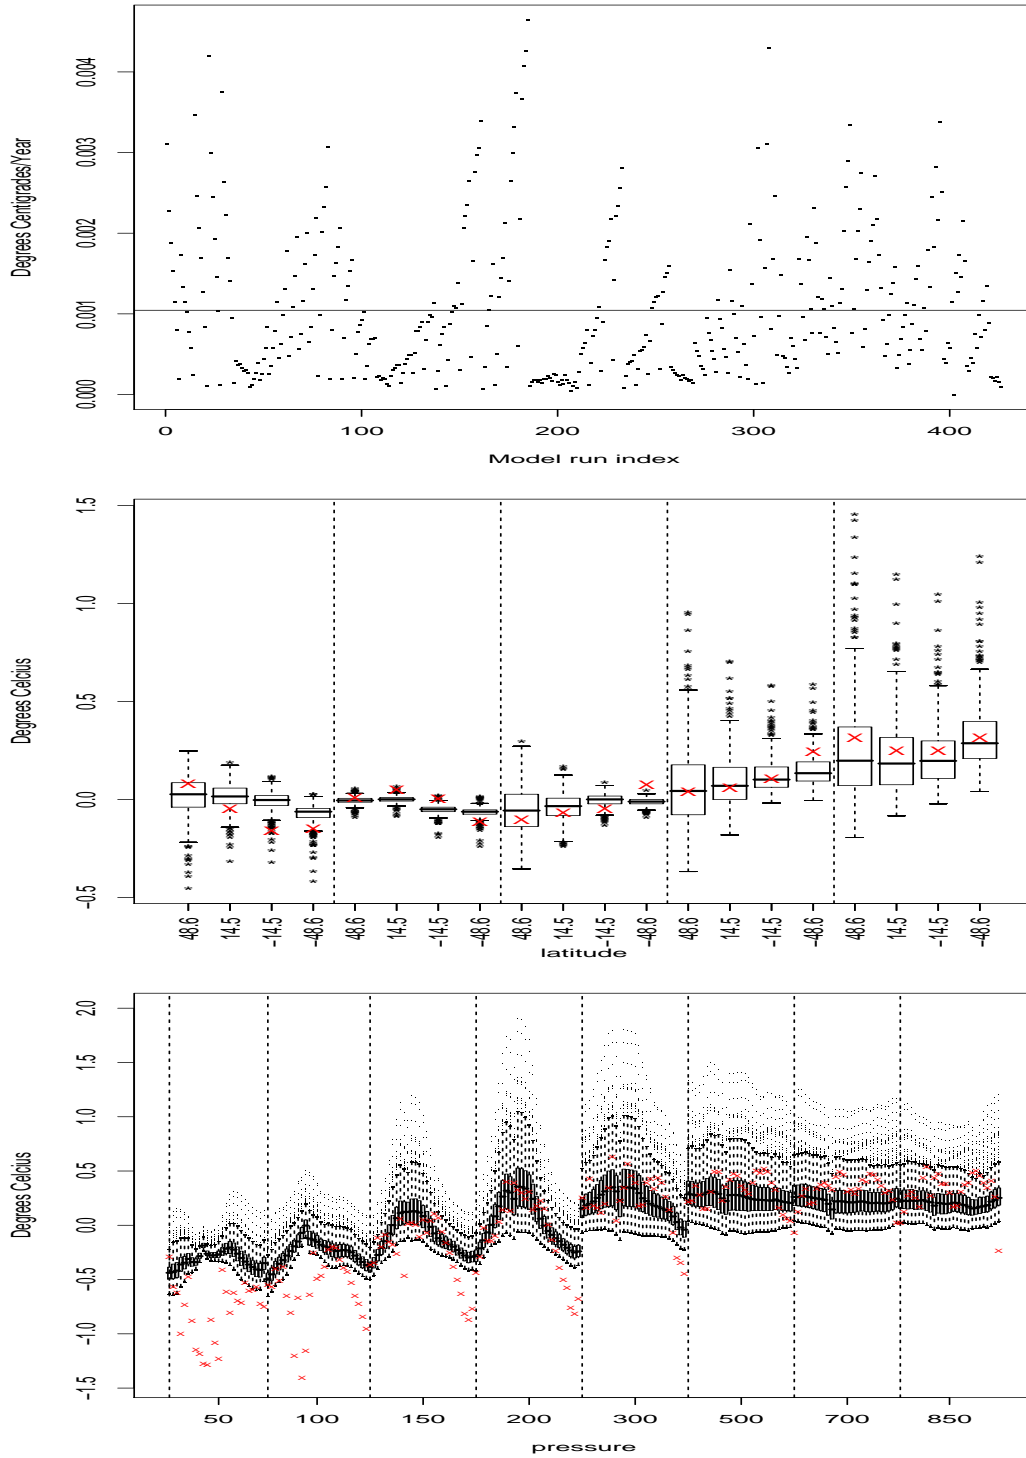 Degrees Centigrades/Year
0.004
0.003
0.002
0.001
0.000
0 100 200 300 400
Model run index
Degrees Celcius
1.5
1.0
0.5
0.0
−0.5
48.6 14.5 −14.5 −48.6 48.6 14.5 −14.5 −48.6 48.6 14.5 −14.5 −48.6 48.6 14.5 −14.5 −48.6 48.6 14.5 −14.5 −48.6
latitude
Degrees Celcius
2.0
1.5
1.0
0.5
0.0
−0.5
−1.0
−1.5
50 100 150 200 300 500 700 850
pressure